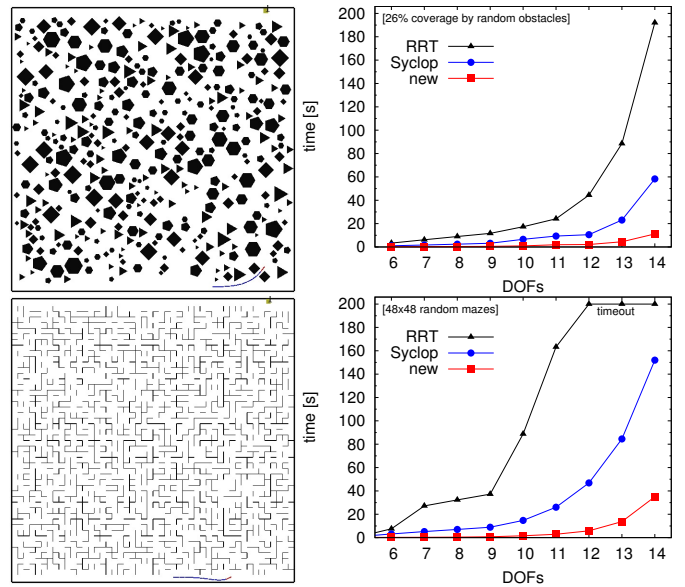 [26% coverage by random obstacles]
RRT
Syclop
new
time [s]
200
180
160
140
120
100
80
60
40
20
0
6 7 8 9 10 11 12 13 14
DOFs
[48x48 random mazes]
timeout
RRT
Syclop
new
time [s]
200
180
160
140
120
100
80
60
40
20
0
6 7 8 9 10 11 12 13 14
DOFs